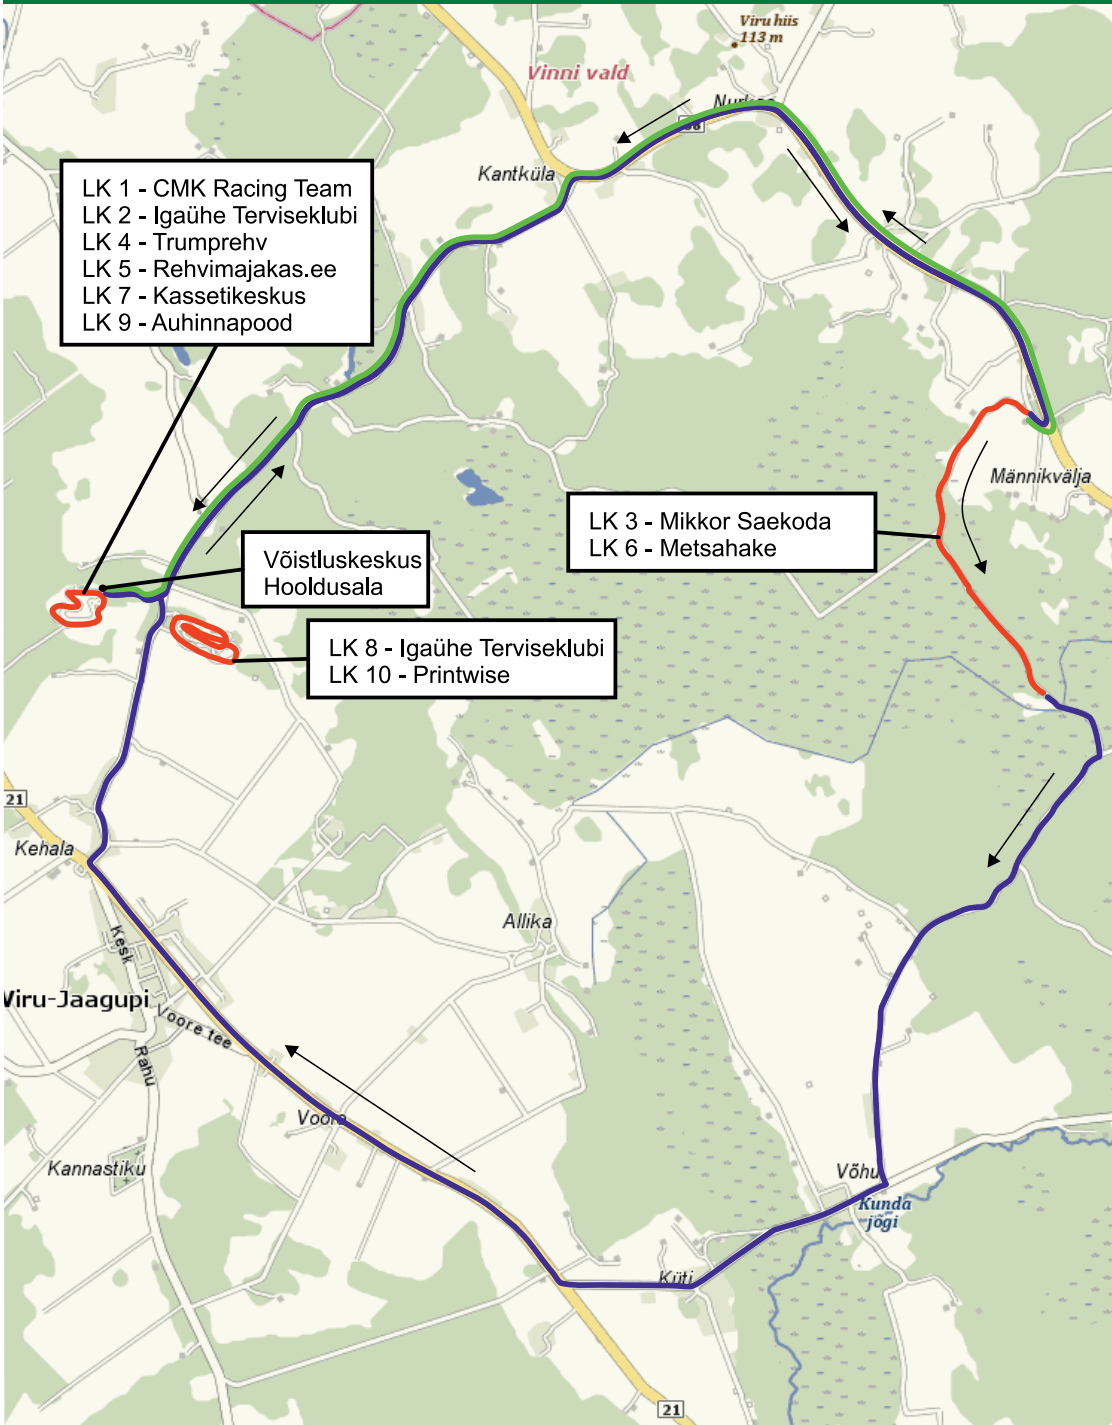 Viru hiis
113 m
Vinni vald
98
Kantküla
LK 1 - CMK Racing Team
LK 2 - Igaühe Terviseklubi
LK 4 - Trumprehv
LK 5 - Rehvimajakas.ee
LK 7 - Kassetikeskus
LK 9 - Auhinnapood
Männikvälja
LK 3 - Mikkor Saekoda
LK 6 - Metsahake
Võistluskeskus
Hooldusala
LK 8 - Igaühe Terviseklubi
LK 10 - Printwise
21
Kehala
Kesk
Allika
Viru-Jaagupi
Voore tee
Rahu
Voore
Kannastiku
Võhu
Kunda
jõgi
Küti
21